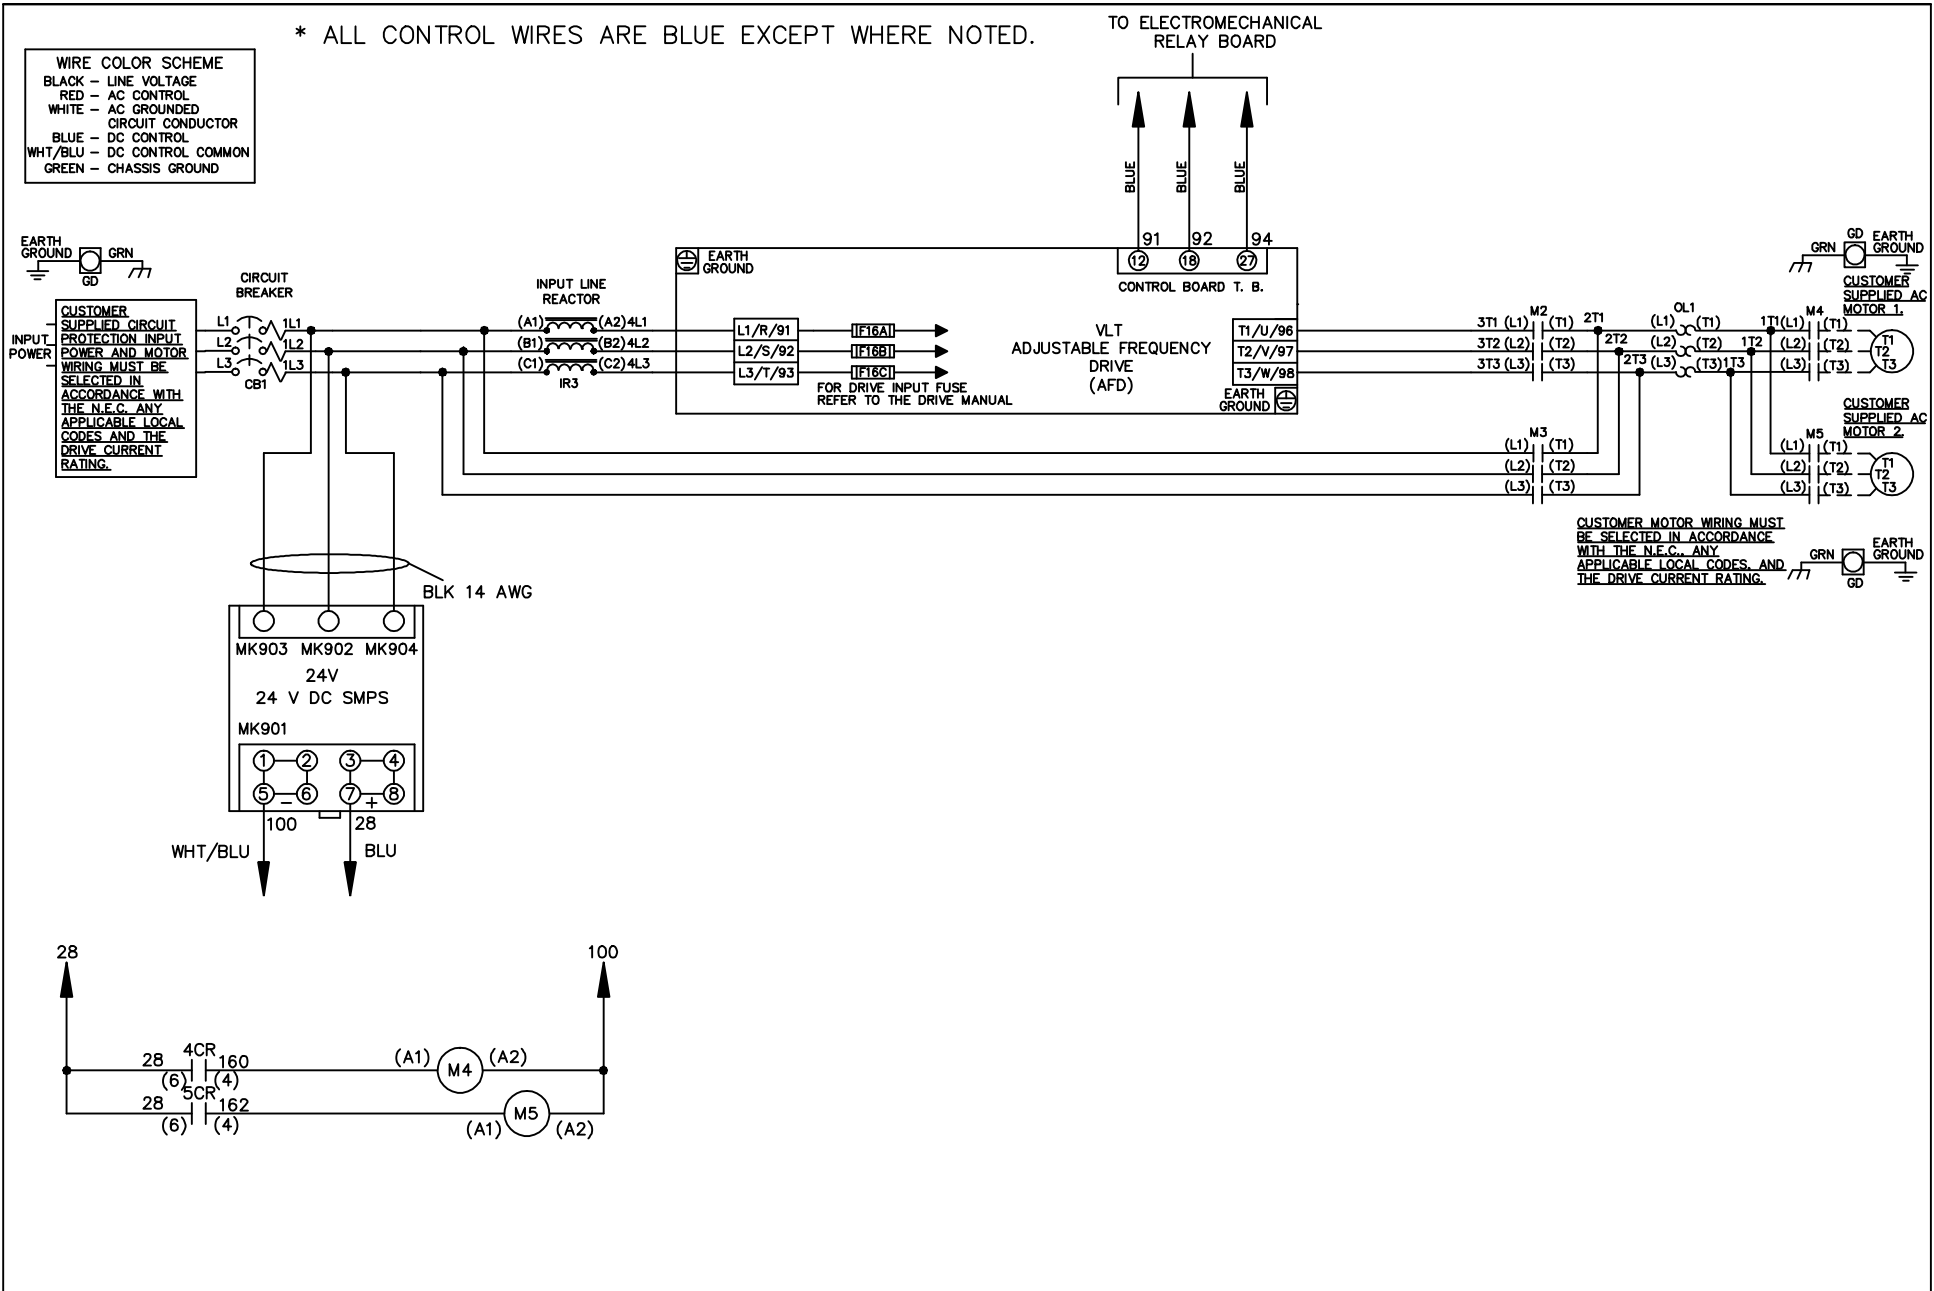 * ALL CONTROL WIRES ARE BLUE EXCEPT WHERE NOTED.
TO ELECTROMECHANICAL
RELAY BOARD
WIRE COLOR SCHEME
BLACK – LINE VOLTAGE
RED – AC CONTROL
WHITE – AC GROUNDED
CIRCUIT CONDUCTOR
BLUE – DC CONTROL
WHT/BLU – DC CONTROL COMMON
GREEN – CHASSIS GROUND
BLUE
BLUE
BLUE
91 92 94
12 18 27
CONTROL BOARD T. B.
EARTH
GROUND
GRN
GD
INPUT
POWER
CUSTOMER
SUPPLIED CIRCUIT
PROTECTION INPUT
POWER AND MOTOR
WIRING MUST BE
SELECTED IN
ACCORDANCE WITH
THE N.E.C. ANY
APPLICABLE LOCAL
CODES AND THE
DRIVE CURRENT
RATING.
CIRCUIT
BREAKER
L1 1L1
L2 1L2
L3 1L3
CB1
INPUT LINE
REACTOR
(A1) (A2) 4L1
(B1) (B2) 4L2
(C1) (C2) 4L3
IR3
EARTH
GROUND
L1/R/91
L2/S/92
L3/T/93
IF16A
IF16B
IF16C
FOR DRIVE INPUT FUSE
REFER TO THE DRIVE MANUAL
VLT
ADJUSTABLE FREQUENCY
DRIVE
(AFD)
T1/U/96
T2/V/97
T3/W/98
EARTH
GROUND
M2
3T1 (L1) (T1) 2T1
3T2 (L2) (T2) 2T2
3T3 (L3) (T3) 2T3
OL1
(L1) (T1) 1T1
(L2) (T2) 1T2
(L3) (T3) 1T3
M4
(L1) (T1)
(L2) (T2)
(L3) (T3)
T1
T2
T3
GRN
GD
EARTH
GROUND
CUSTOMER
SUPPLIED AC
MOTOR 1.
M3
(L1) (T1)
(L2) (T2)
(L3) (T3)
CUSTOMER
SUPPLIED AC
MOTOR 2.
M5
(L1) (T1)
(L2) (T2)
(L3) (T3)
T1
T2
T3
CUSTOMER MOTOR WIRING MUST
BE SELECTED IN ACCORDANCE
WITH THE N.E.C., ANY
APPLICABLE LOCAL CODES, AND
THE DRIVE CURRENT RATING.
GRN
GD
EARTH
GROUND
BLK 14 AWG
MK903 MK902 MK904
24V
24 V DC SMPS
MK901
1 2 3 4
5 – 6 7 + 8
100 28
WHT/BLU BLU
28 100
28 4CR 160 (A1) M4 (A2)
(6) (4)
28 5CR 162 M5
(6) (4) (A1) (A2)